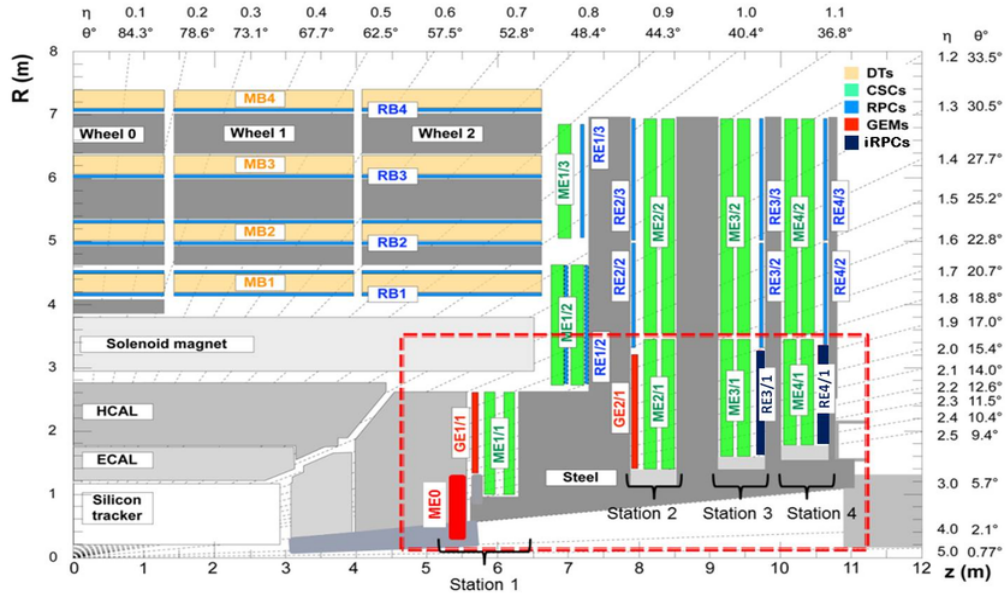 η 0.1 0.2 0.3 0.4 0.5 0.6 0.7 0.8 0.9 1.0 1.1
θ° 84.3° 78.6° 73.1° 67.7° 62.5° 57.5° 52.8° 48.4° 44.3° 40.4° 36.8° η θ°
R (m)
8
7
6
5
4
3
2
1
0
1.2 33.5°
1.3 30.5°
1.4 27.7°
1.5 25.2°
1.6 22.8°
1.7 20.7°
1.8 18.8°
1.9 17.0°
2.0 15.4°
2.1 14.0°
2.2 12.6°
2.3 11.5°
2.4 10.4°
2.5 9.4°
3.0 5.7°
4.0 2.1°
5.0 0.77°
DTs
CSCs
RPCs
GEMs
iRPCs
MB4
RB4
Wheel 0
Wheel 1
Wheel 2
MB3
RB3
MB2
RB2
MB1
RB1
Solenoid magnet
HCAL
ECAL
Silicon
tracker
Steel
ME1/3
RE1/3
RE2/3
ME2/2
ME3/2
RE3/3
ME4/2
RE4/3
ME1/2
RE1/2
RE2/2
RE3/2
RE4/2
GE1/1
ME1/1
GE2/1
ME2/1
ME3/1
RE3/1
ME4/1
RE4/1
ME0
Station 2
Station 3
Station 4
0 1 2 3 4 5 6 7 8 9 10 11 12
z (m)
Station 1